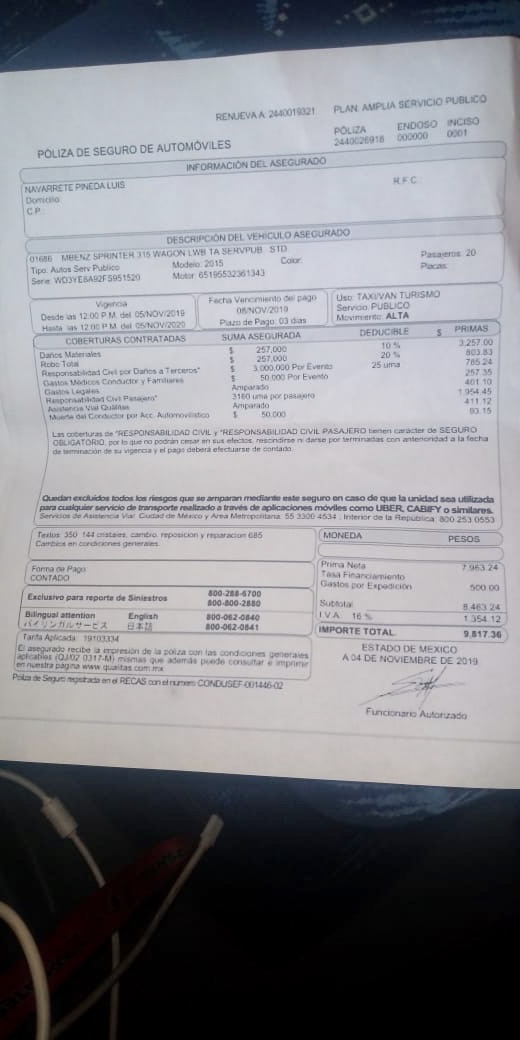 RENUEVA A: 2440019321 PLAN: AMPLIA SERVICIO PUBLICO
PÓLIZA DE SEGURO DE AUTOMÓVILES
PÓLIZA ENDOSO INCISO
2440026918 000000 0001
INFORMACIÓN DEL ASEGURADO
NAVARRETE PINEDA LUIS R.F.C.:
Domicilio
C.P.
DESCRIPCIÓN DEL VEHICULO ASEGURADO
01686 MBENZ SPRINTER 315 WAGON LWB TA SERVPUB. STD.
Tipo: Autos Serv Publico Modelo: 2015 Color: Pasajeros: 20
Serie: WD3YE8A92FS951520 Motor: 65195532361343 Placas:
Vigencia
Desde las 12:00 P.M. del 05/NOV/2019
Hasta las 12:00 P.M. del 05/NOV/2020
Fecha Vencimiento del pago
08/NOV/2019
Plazo de Pago: 03 dias
Uso: TAXI/VAN TURISMO
Servicio: PUBLICO
Movimiento: ALTA
COBERTURAS CONTRATADAS SUMA ASEGURADA DEDUCIBLE $ PRIMAS
Daños Materiales $ 257,000 10 % 3,257.00
Robo Total $ 257,000 20 % 803.83
Responsabilidad Civil por Daños a Terceros* $ 3,000,000 Por Evento 25 uma 785.24
Gastos Médicos Conductor y Familiares $ 50,000 Por Evento 257.35
Gastos Legales Amparado 401.10
Responsabilidad Civil Pasajero* 3160 uma por pasajero 1,954.45
Asistencia Vial Quálitas Amparado 411.12
Muerte del Conductor por Acc. Automovilístico $ 50,000 93.15
Las coberturas de "RESPONSABILIDAD CIVIL y "RESPONSABILIDAD CIVIL PASAJERO tienen carácter de SEGURO
OBLIGATORIO, por lo que no podrán cesar en sus efectos, rescindirse ni darse por terminadas con anterioridad a la fecha
de terminación de su vigencia y el pago deberá efectuarse de contado.
Quedan excluidos todos los riesgos que se amparan mediante este seguro en caso de que la unidad sea utilizada
para cualquier servicio de transporte realizado a través de aplicaciones móviles como UBER, CABIFY o similares.
Servicios de Asistencia Vial: Ciudad de México y Area Metropolitana: 55 3300 4534 ; Interior de la República: 800 253 0553
Textos: 350 144 cristales, cambro, reposicion y reparacion 685
Cambios en condiciones generales.
MONEDA PESOS
Forma de Pago
CONTADO
Prima Neta 7,963.24
Tasa Financiamiento
Gastos por Expedición 500.00
Subtotal 8,463.24
I.V.A. 16 % 1,354.12
IMPORTE TOTAL 9,817.36
Exclusivo para reporte de Siniestros 800-288-6700
800-800-2880
Bilingual attention English 800-062-0840
バイリンガルサービス 日本語 800-062-0841
Tarifa Aplicada: 19103334
El asegurado recibe la impresión de la póliza con las condiciones generales
aplicables (QJ/02 0317-M) mismas que además puede consultar e imprimir
en nuestra página www.qualitas.com.mx
Póliza de Seguro registrada en el RECAS con el numero CONDUSEF-001446-02
ESTADO DE MEXICO
A 04 DE NOVIEMBRE DE 2019
Funcionario Autorizado